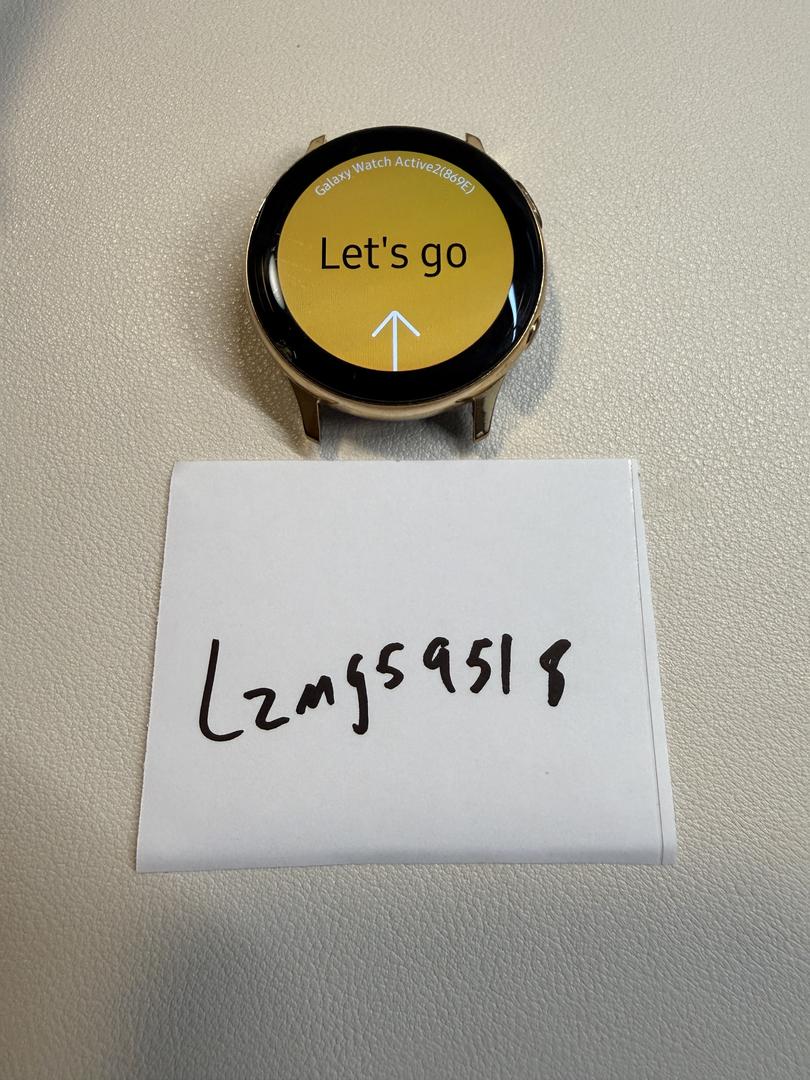 Galaxy Watch Active2(869E)
Let's go
Lzmg59518